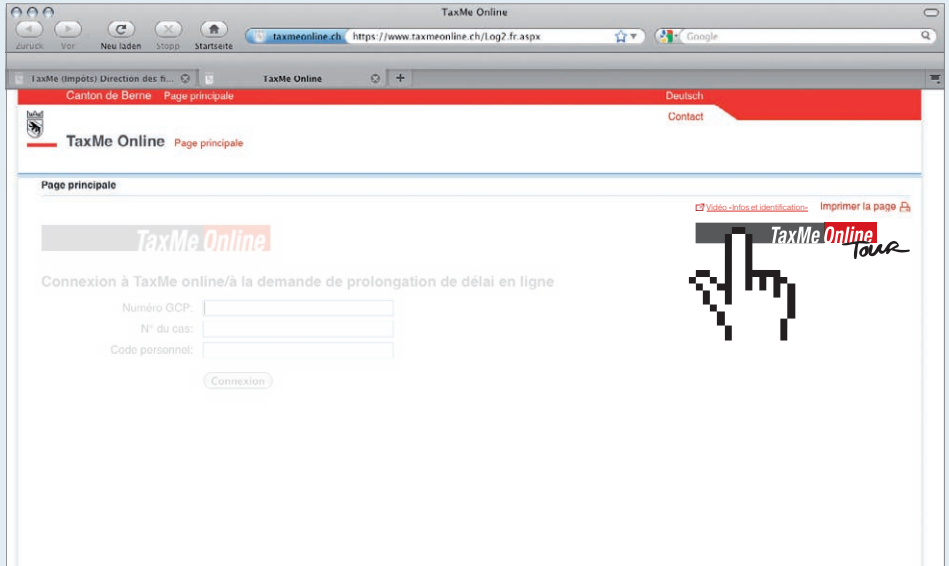 TaxMe Online
Zurück Vor Neu laden Stopp Startseite
taxmeonline.ch https://www.taxmeonline.ch/Log2.fr.aspx
Google
TaxMe (Impôts) Direction des fi...
TaxMe Online
Canton de Berne Page principale Deutsch
Contact
TaxMe Online Page principale
Page principale
Vidéo «Infos et identification» Imprimer la page
TaxMe Online
TaxMe Online Tour
Connexion à TaxMe online/à la demande de prolongation de délai en ligne
Numéro GCP:
N° du cas:
Code personnel:
Connexion